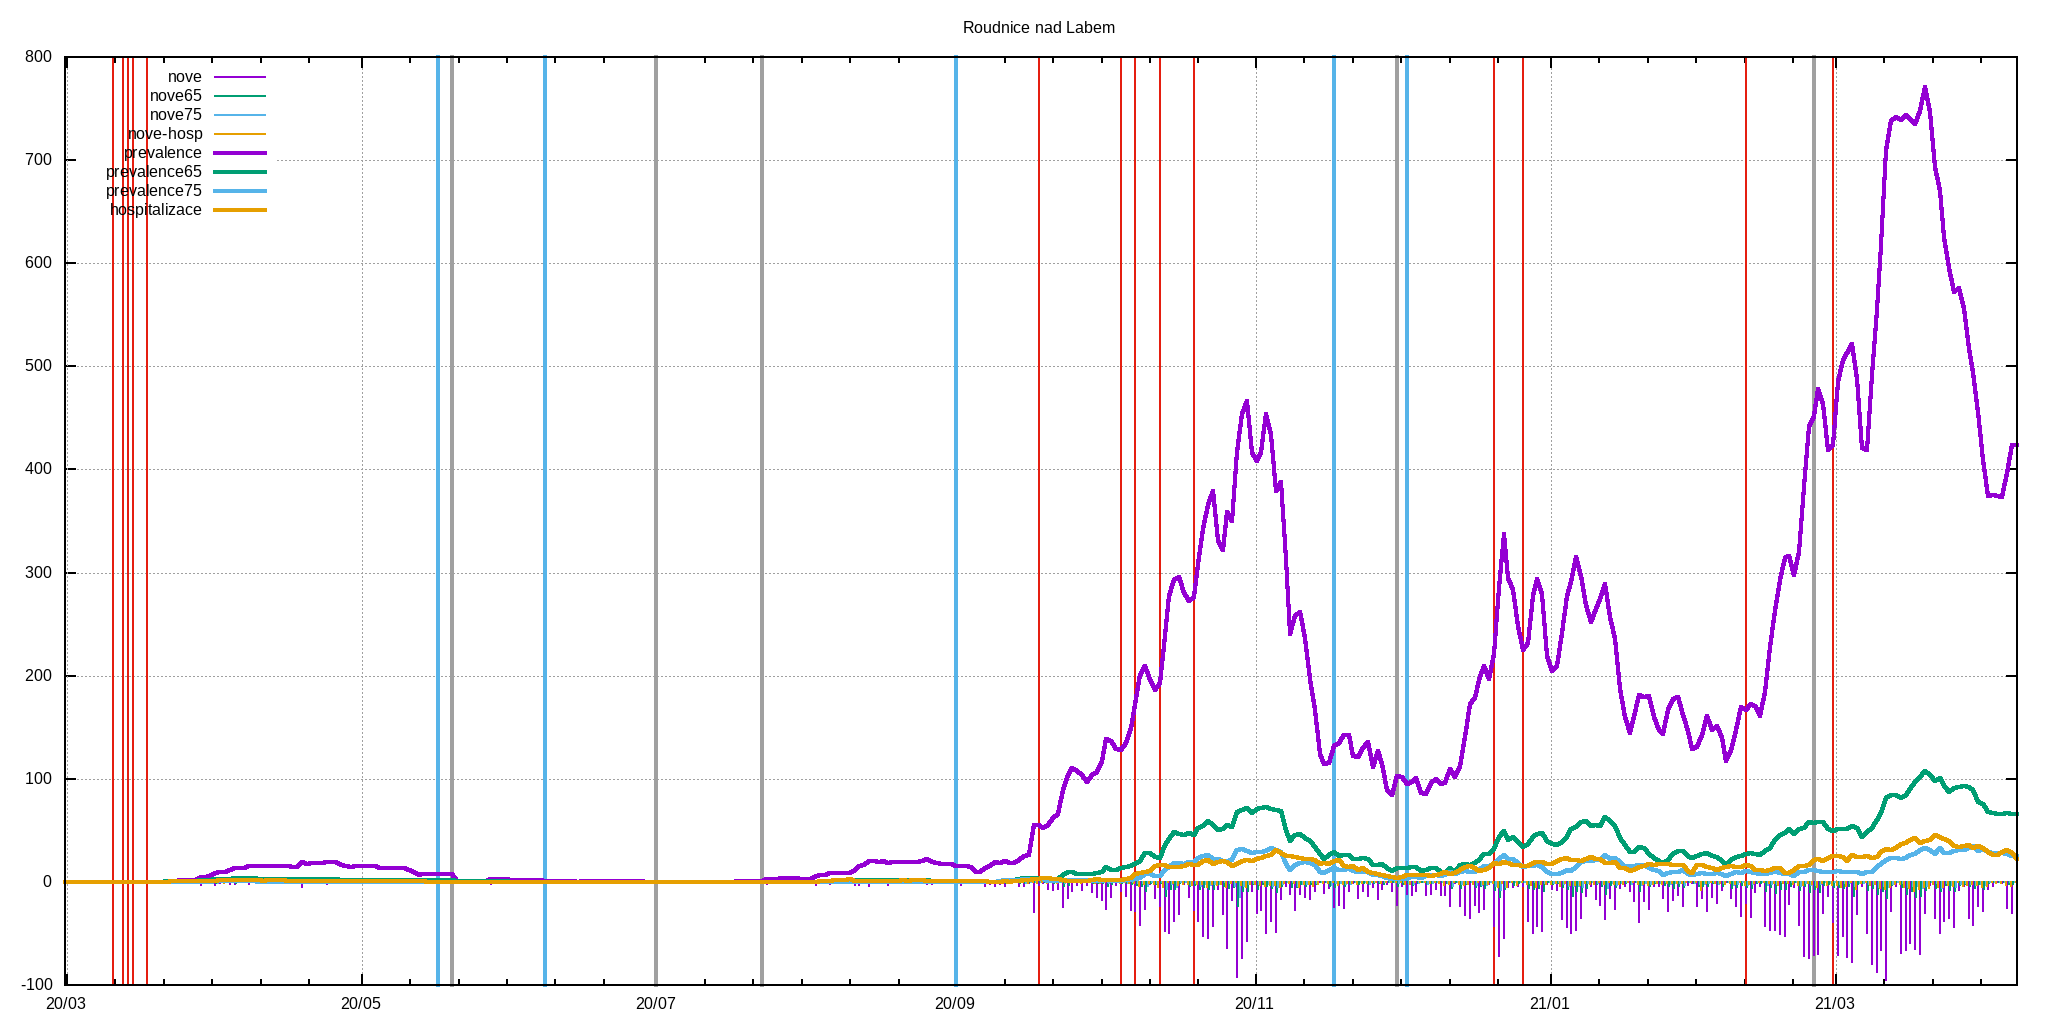 Roudnice nad Labem
800
700
600
500
400
300
200
100
0
-100
nove
nove65
nove75
nove-hosp
prevalence
prevalence65
prevalence75
hospitalizace
20/03 20/05 20/07 20/09 20/11 21/01 21/03